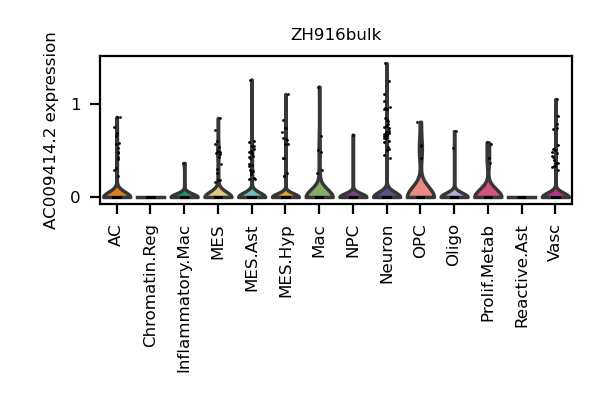 ZH916bulk
AC009414.2 expression
1
0
AC
Chromatin.Reg
Inflammatory.Mac
MES
MES.Ast
MES.Hyp
Mac
NPC
Neuron
OPC
Oligo
Prolif.Metab
Reactive.Ast
Vasc